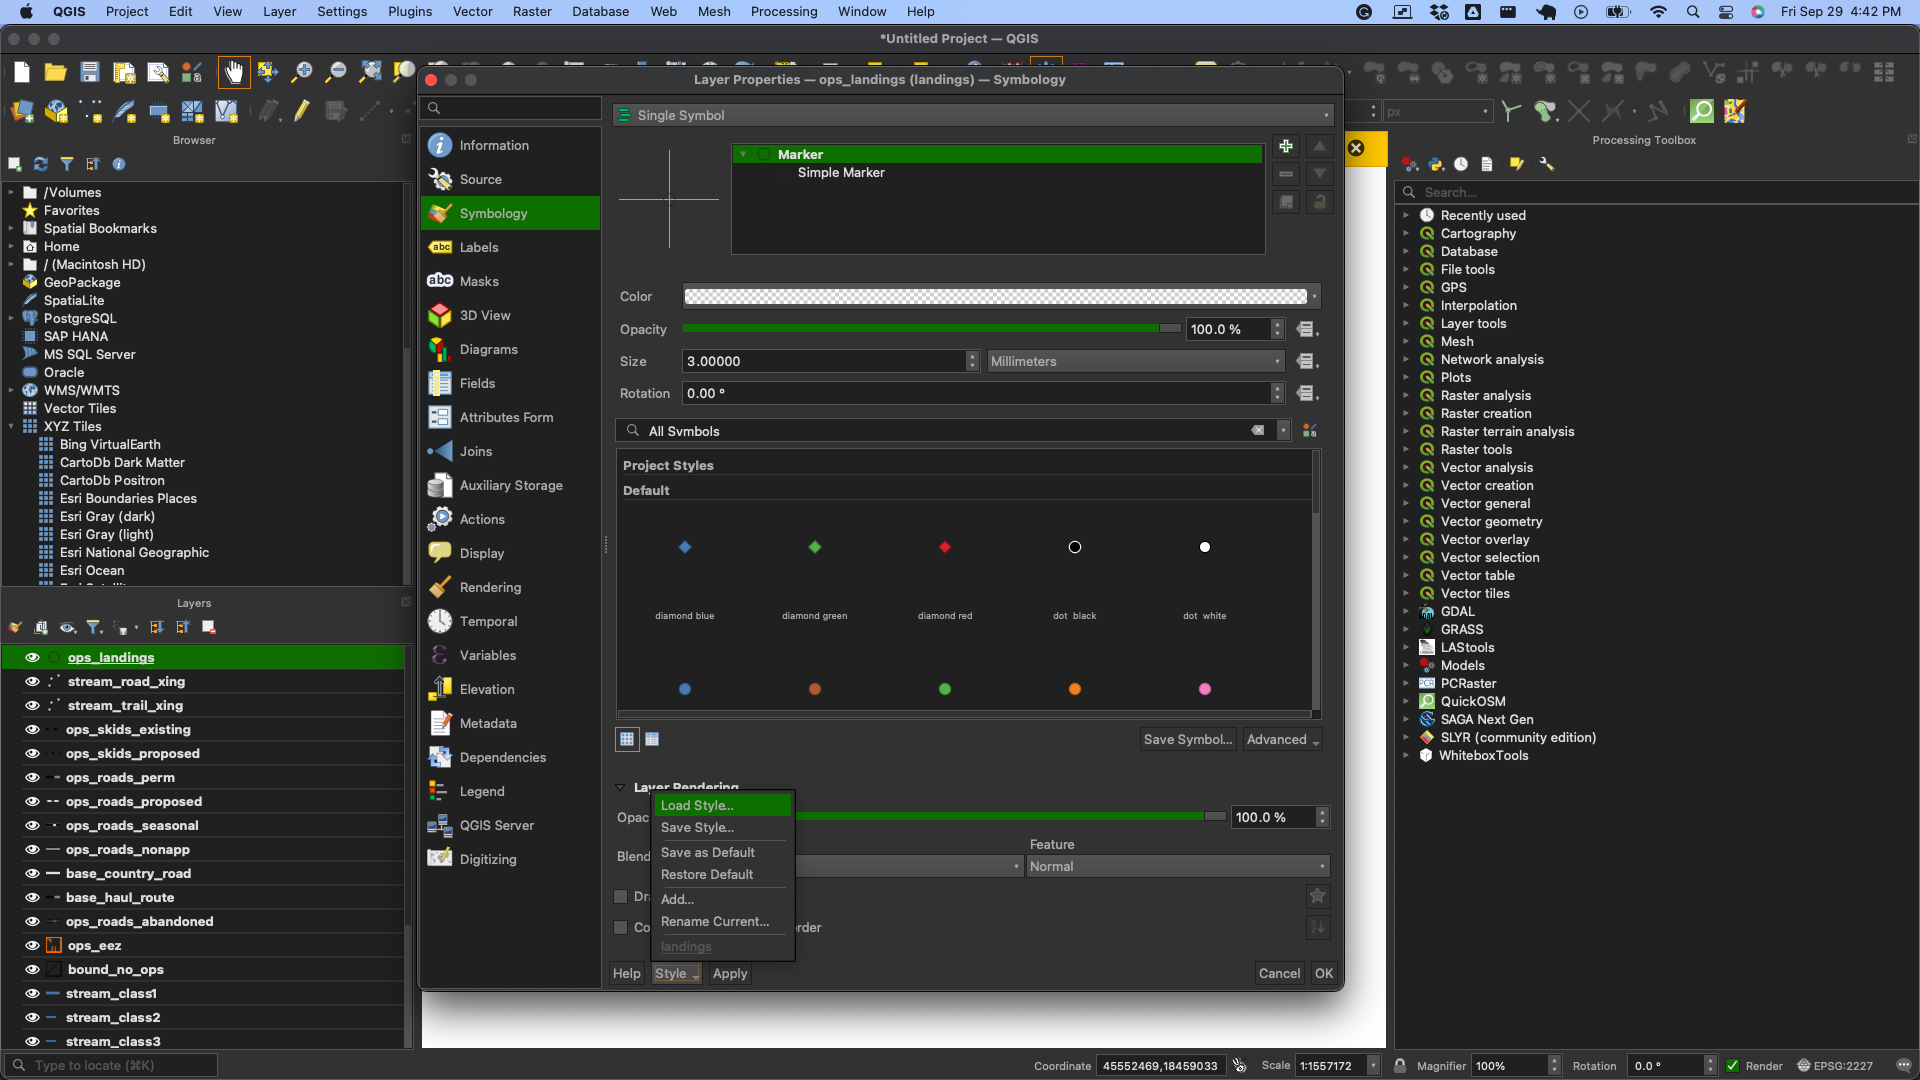 QGIS Project Edit View Layer Settings Plugins Vector Raster Database Web Mesh Processing Window Help Fri Sep 29 4:42 PM
*Untitled Project — QGIS
Layer Properties — ops_landings (landings) — Symbology
px
Browser
/Volumes
Favorites
Spatial Bookmarks
Home
/ (Macintosh HD)
GeoPackage
SpatiaLite
PostgreSQL
SAP HANA
MS SQL Server
Oracle
WMS/WMTS
Vector Tiles
XYZ Tiles
Bing VirtualEarth
CartoDb Dark Matter
CartoDb Positron
Esri Boundaries Places
Esri Gray (dark)
Esri Gray (light)
Esri National Geographic
Esri Ocean
Layers
ops_landings
stream_road_xing
stream_trail_xing
ops_skids_existing
ops_skids_proposed
ops_roads_perm
ops_roads_proposed
ops_roads_seasonal
ops_roads_nonapp
base_country_road
base_haul_route
ops_roads_abandoned
ops_eez
bound_no_ops
stream_class1
stream_class2
stream_class3
Type to locate (⌘K)
Information
Source
Symbology
abc Labels
abc Masks
3D View
Diagrams
Fields
Attributes Form
Joins
Auxiliary Storage
Actions
Display
Rendering
Temporal
Variables
Elevation
Metadata
Dependencies
Legend
QGIS Server
Digitizing
Single Symbol
Marker
Simple Marker
Color
Opacity 100.0 %
Size 3.00000 Millimeters
Rotation 0.00 °
All Symbols
Project Styles
Default
diamond blue diamond green diamond red dot black dot white
Save Symbol... Advanced
Layer Rendering
Opac 100.0 %
Feature
Blend Normal
Dra
Co rder
Load Style...
Save Style...
Save as Default
Restore Default
Add...
Rename Current...
landings
Help Style Apply Cancel OK
Processing Toolbox
Search...
Recently used
Cartography
Database
File tools
GPS
Interpolation
Layer tools
Mesh
Network analysis
Plots
Raster analysis
Raster creation
Raster terrain analysis
Raster tools
Vector analysis
Vector creation
Vector general
Vector geometry
Vector overlay
Vector selection
Vector table
Vector tiles
GDAL
GRASS
LAStools
Models
PCRaster
QuickOSM
SAGA Next Gen
SLYR (community edition)
WhiteboxTools
Coordinate 45552469,18459033 Scale 1:1557172 Magnifier 100% Rotation 0.0 ° Render EPSG:2227